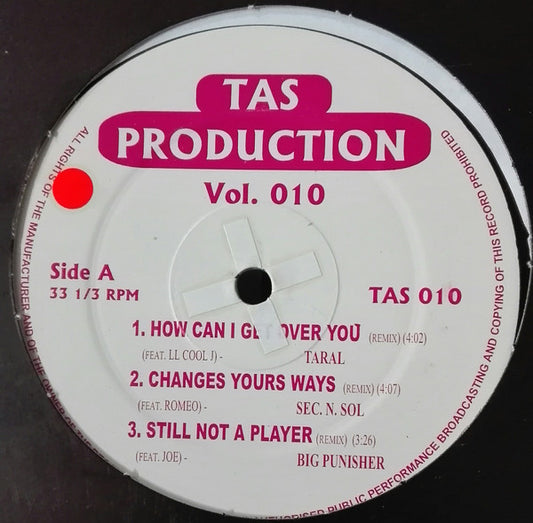 TAS
PRODUCTION
Vol. 010
Side A
33 1/3 RPM
TAS 010
1. HOW CAN I GET OVER YOU (REMIX) (4:02)
(FEAT. LL COOL J) - TARAL
2. CHANGES YOURS WAYS (REMIX) (4:07)
(FEAT. ROMEO) - SEC. N. SOL
3. STILL NOT A PLAYER (REMIX) (3:26)
(FEAT. JOE) - BIG PUNISHER
ALL RIGHTS OF THE MANUFACTURER AND OF THE OWNER OF
PUBLIC PERFORMANCE BROADCASTING AND COPYING OF THIS RECORD PROHIBITED